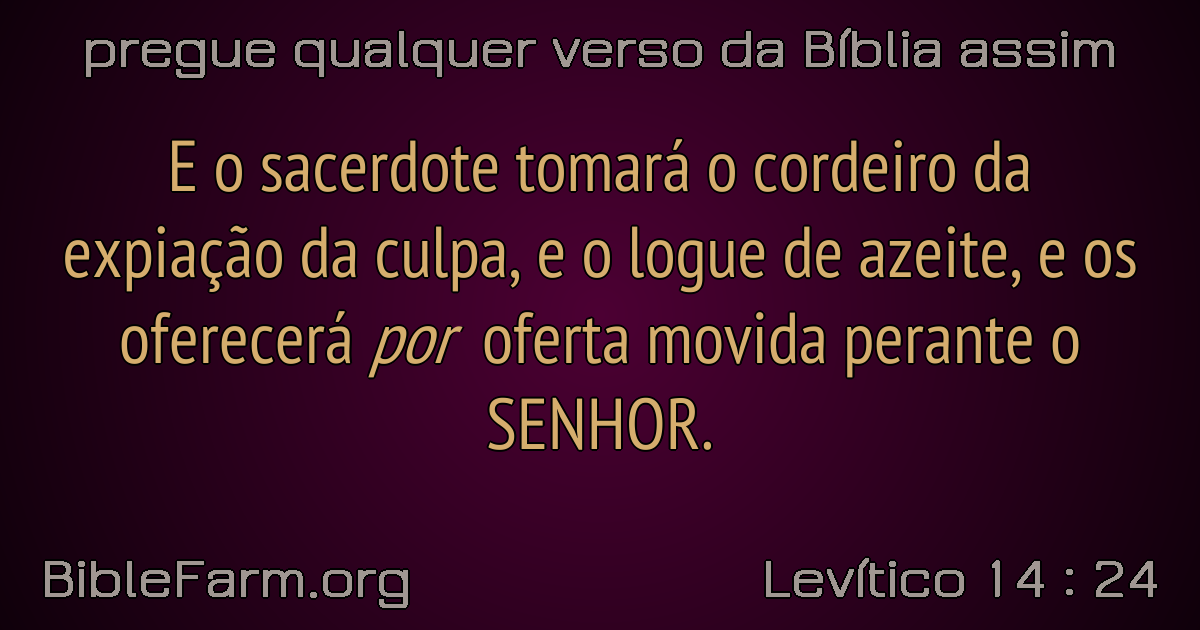 pregue qualquer verso da Bíblia assim
E o sacerdote tomará o cordeiro da
expiação da culpa, e o logue de azeite, e os
oferecerá por oferta movida perante o
SENHOR.
BibleFarm.org
Levítico 14 : 24